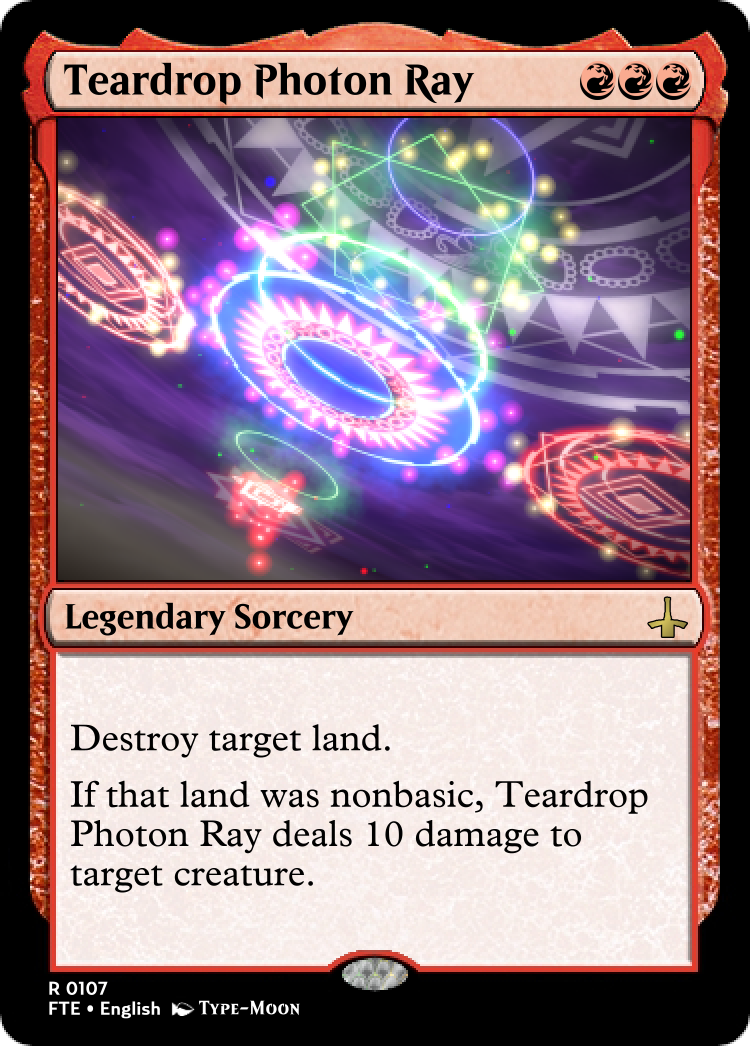 Teardrop Photon Ray
Legendary Sorcery
Destroy target land.
If that land was nonbasic, Teardrop
Photon Ray deals 10 damage to
target creature.
R 0107
FTE • English Type-Moon